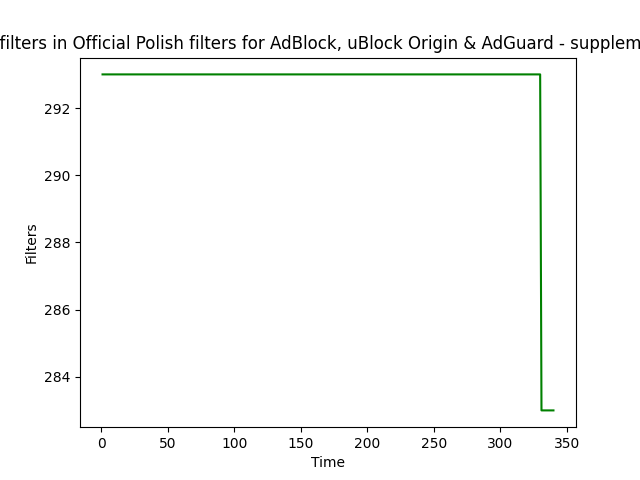 filters in Official Polish filters for AdBlock, uBlock Origin & AdGuard - supplem
292
290
288
286
284
Filters
0 50 100 150 200 250 300 350
Time